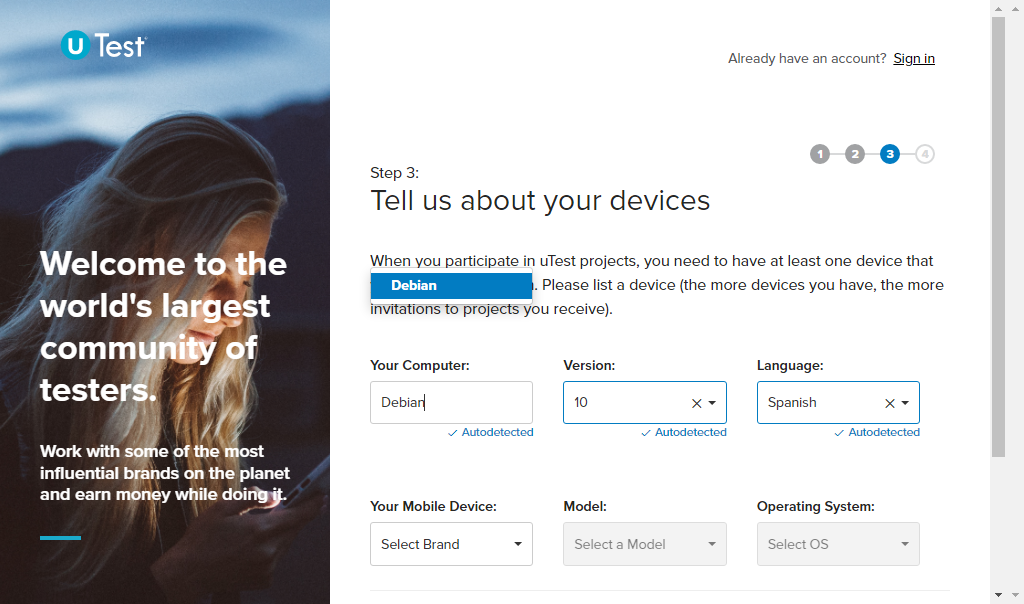 U Test
Already have an account? Sign in
1 2 3 4
Step 3:
Tell us about your devices
When you participate in uTest projects, you need to have at least one device that
Debian
. Please list a device (the more devices you have, the more
invitations to projects you receive).
Welcome to the
world's largest
community of
testers.
Work with some of the most
influential brands on the planet
and earn money while doing it.
Your Computer: Version: Language:
Debian 10 Spanish
Autodetected Autodetected Autodetected
Your Mobile Device: Model: Operating System:
Select Brand Select a Model Select OS